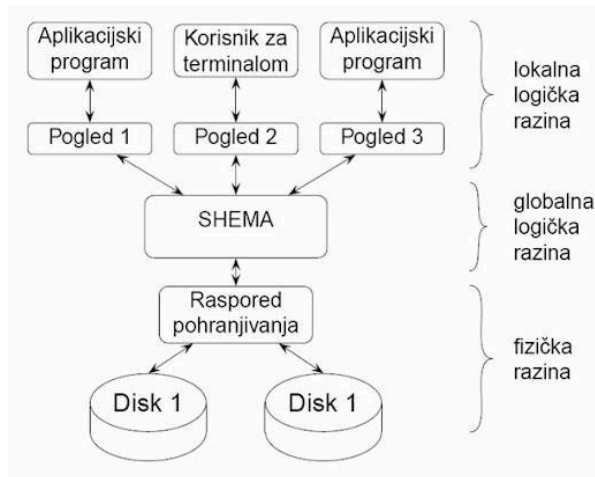 Aplikacijski
program
Korisnik za
terminalom
Aplikacijski
program
lokalna
logička
razina
Pogled 1
Pogled 2
Pogled 3
SHEMA
globalna
logička
razina
Raspored
pohranjivanja
fizička
razina
Disk 1
Disk 1